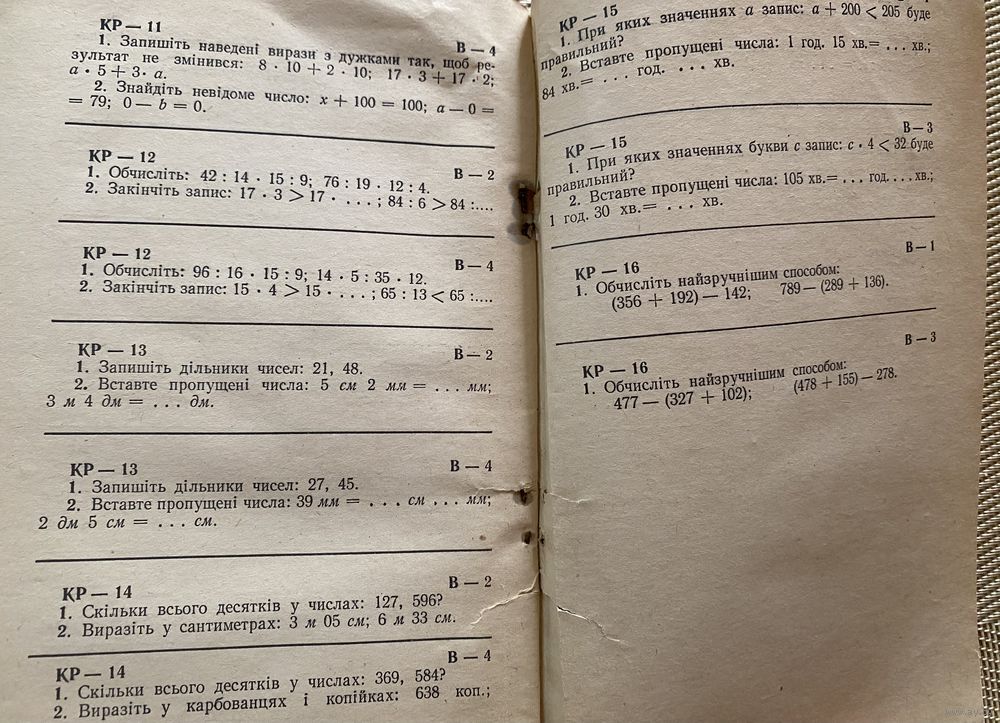 КР — 11
В — 4
1. Запишіть наведені вирази з дужками так, щоб ре-
зультат не змінився: 8 · 10 + 2 · 10; 17 · 3 + 17 · 2;
а · 5 + 3 · а.
2. Знайдіть невідоме число: х + 100 = 100; а — 0 =
= 79; 0 — b = 0.
КР — 12
В — 2
1. Обчисліть: 42 : 14 · 15 : 9; 76 : 19 · 12 : 4.
2. Закінчіть запис: 17 · 3 > 17 · . . . . ; 84 : 6 > 84 :....
КР — 12
В — 4
1. Обчисліть: 96 : 16 · 15 : 9; 14 · 5 : 35 · 12.
2. Закінчіть запис: 15 · 4 > 15 · . . . . ; 65 : 13 < 65 :....
КР — 13
В — 2
1. Запишіть дільники чисел: 21, 48.
2. Вставте пропущені числа: 5 см 2 мм = . . . мм;
3 м 4 дм = . . . дм.
КР — 13
В — 4
1. Запишіть дільники чисел: 27, 45.
2. Вставте пропущені числа: 39 мм = . . . см . . . мм;
2 дм 5 см = . . . см.
КР — 14
В — 2
1. Скільки всього десятків у числах: 127, 596?
2. Виразіть у сантиметрах: 3 м 05 см; 6 м 33 см.
КР — 14
В — 4
1. Скільки всього десятків у числах: 369, 584?
2. Виразіть у карбованцях і копійках: 638 коп.;
КР — 15
1. При яких значеннях а запис: а + 200 < 205 буде
правильний?
2. Вставте пропущені числа: 1 год. 15 хв.= . . . хв.;
84 хв.= . . . год. . . . хв.
КР — 15
В — 3
1. При яких значеннях букви с запис: с · 4 < 32 буде
правильний?
2. Вставте пропущені числа: 105 хв.= . . . год. . . . хв.;
1 год. 30 хв.= . . . хв.
КР — 16
В — 1
1. Обчисліть найзручнішим способом:
(356 + 192) — 142; 789 — (289 + 136).
КР — 16
В — 3
1. Обчисліть найзручнішим способом:
477 — (327 + 102); (478 + 155) — 278.